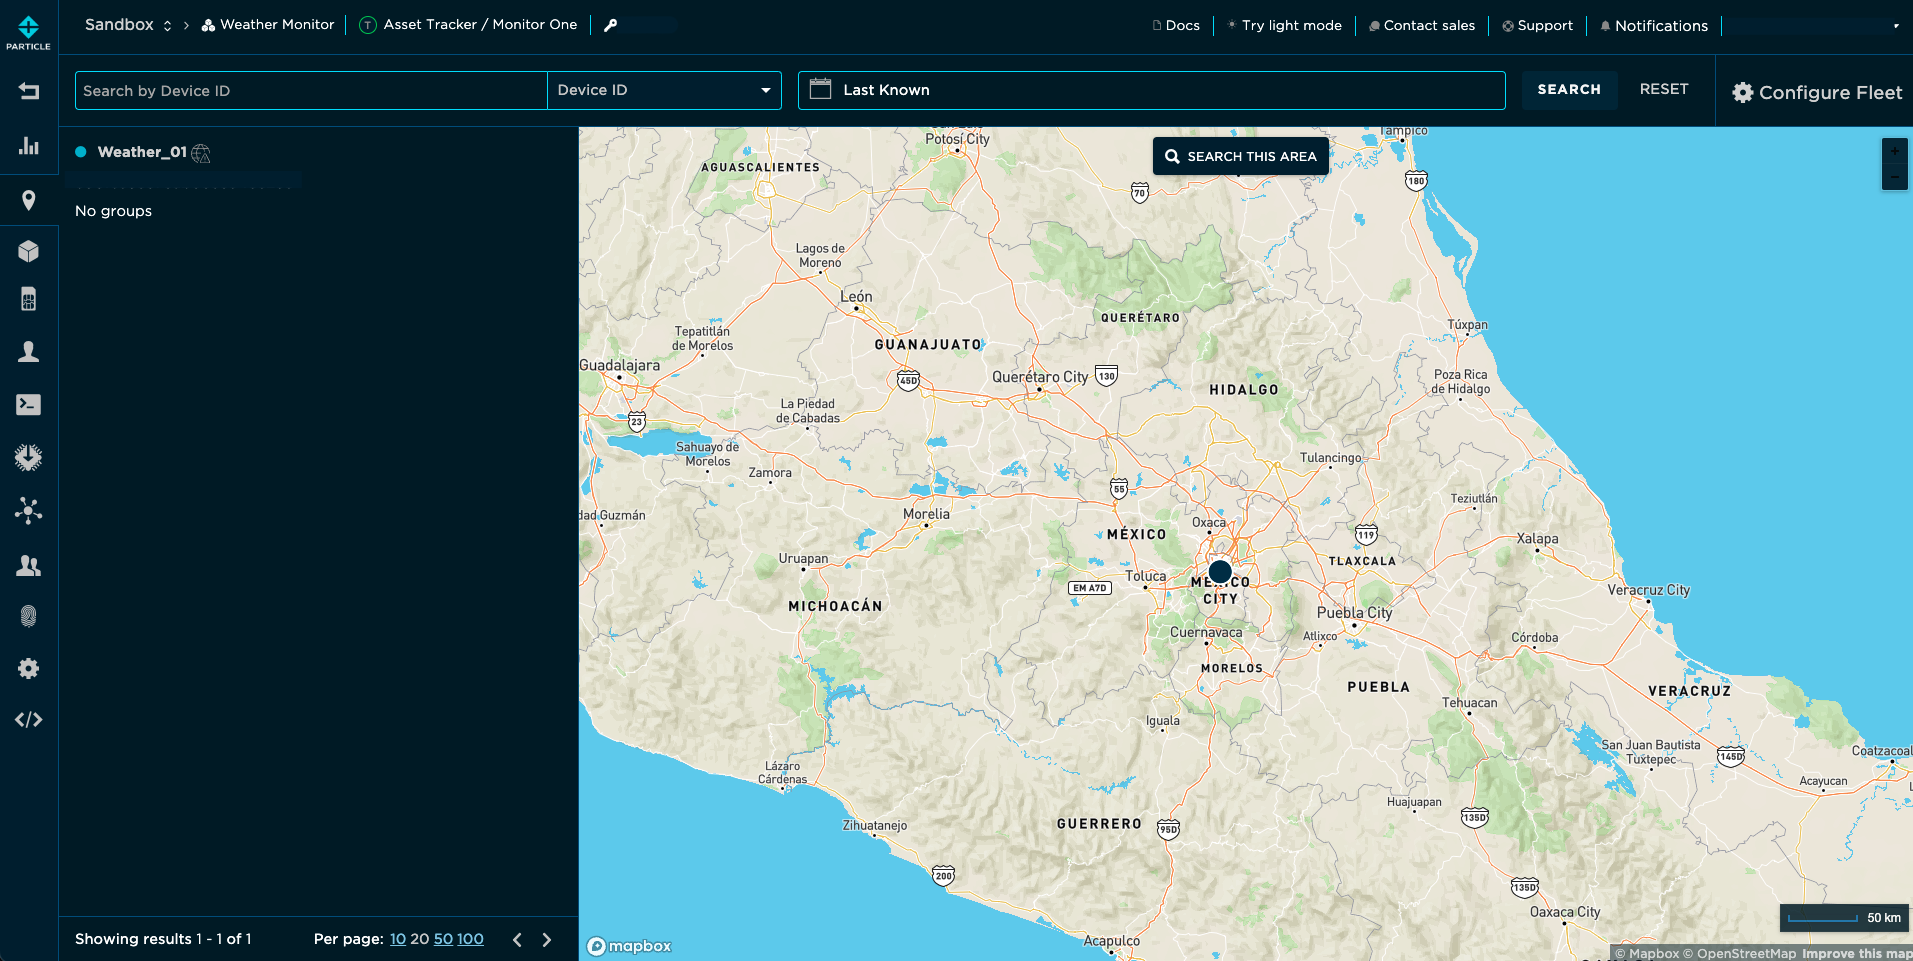 Sandbox
Weather Monitor
T
Asset Tracker / Monitor One
Docs
Try light mode
Contact sales
Support
Notifications
PARTICLE
Search by Device ID
Device ID
Last Known
SEARCH
RESET
Configure Fleet
Weather_01
No groups
SEARCH THIS AREA
+
−
Potosí City
Tampico
AGUASCALIENTES
70
180
Lagos de
Moreno
León
QUERÉTARO
Túxpan
Tepatitlán
de Morelos
GUANAJUATO
Guadalajara
45D
Querétaro City
130
HIDALGO
Poza Rica
de Hidalgo
La Piedad
de Cabadas
23
Sahuayo de
Morelos
Zamora
Tulancingo
55
Teziutlán
dad Guzmán
Morelia
Oxaca
MÉXICO
119
Xalapa
Uruapan
TLAXCALA
Toluca
EM A7D
MEXICO
CITY
Veracruz City
MICHOACÁN
Puebla City
Cuernavaca
Atlixco
Córdoba
MORELOS
PUEBLA
VERACRUZ
Tehuacan
Iguala
San Juan Bautista
Tuxtepec
145D
Coatzacoal
Lázaro
Cárdenas
Acayucan
Huajuapan
135D
Zihuatanejo
GUERRERO
95D
200
135D
Oaxaca City
50 km
Acapulco
Showing results 1 - 1 of 1
Per page: 10 20 50 100
mapbox
© Mapbox © OpenStreetMap Improve this map